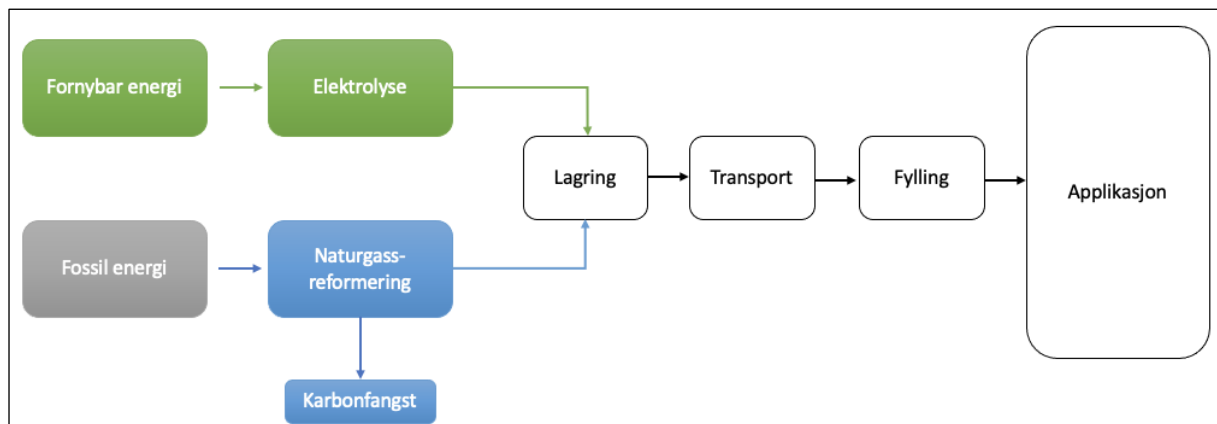 Fornybar energi
Elektrolyse
Lagring
Transport
Fylling
Applikasjon
Fossil energi
Naturgass-
reformering
Karbonfangst